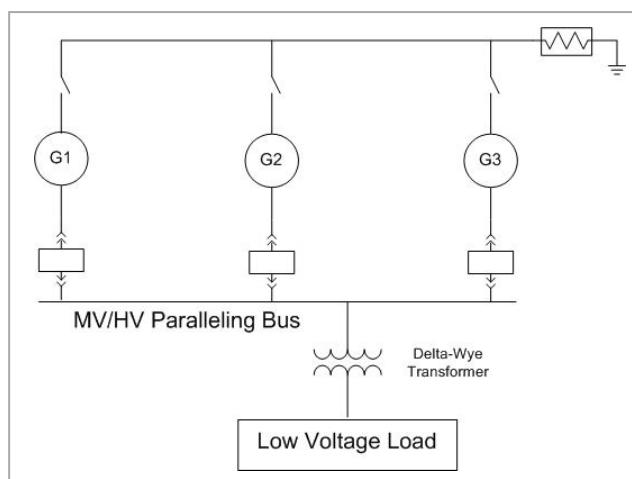 G1
G2
G3
MV/HV Paralleling Bus
Delta-Wye
Transformer
Low Voltage Load